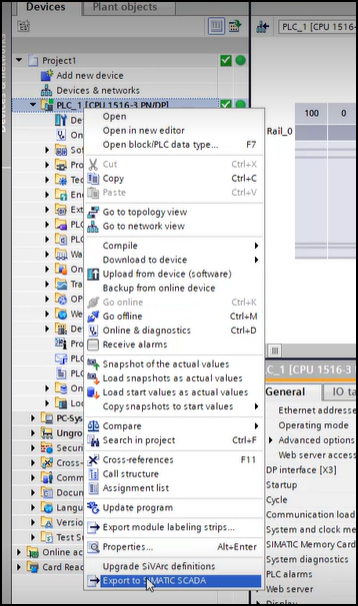 Devices
Plant objects
PLC_1 [CPU 1516
Project1
Add new device
Devices & networks
PLC_1 [CPU 1516-3 PN/DP]
100 0
Rail_0
Open
Open in new editor
Open block/PLC data type... F7
Cut Ctrl+X
Copy Ctrl+C
Paste Ctrl+V
Go to topology view
Go to network view
Compile
Download to device
Upload from device (software)
Backup from online device
Go online Ctrl+K
Go offline Ctrl+M
Online & diagnostics Ctrl+D
Receive alarms
Snapshot of the actual values
Load snapshots as actual values
Load start values as actual values
Copy snapshots to start values
Compare
Search in project Ctrl+F
Cross-references F11
Call structure
Assignment list
Update program
Export module labeling strips...
Properties... Alt+Enter
Upgrade SiVArc definitions
Export to SIMATIC SCADA
De
On
Sof
Pro
Tec
En
Ext
PLC
PLC
Wa
On
Tra
OP
We
De
Pro
PLC
PLC
On
Loc
PC-Sys
Ungro
Securi
Cross-
Comm
Docum
Langu
Versio
Test Su
Online ac
Card Read
C_1 [CPU 1516-3 P
General
IO ta
Ethernet addresse
Operating mode
Advanced options
Web server access
DP interface [X3]
Startup
Cycle
Communication load
System and clock me
SIMATIC Memory Card
System diagnostics
PLC alarms
Web server
Display